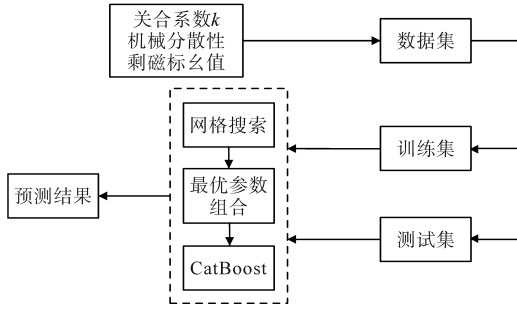 关合系数k
机械分散性
剩磁标幺值
数据集
网格搜索
训练集
最优参数
组合
预测结果
测试集
CatBoost